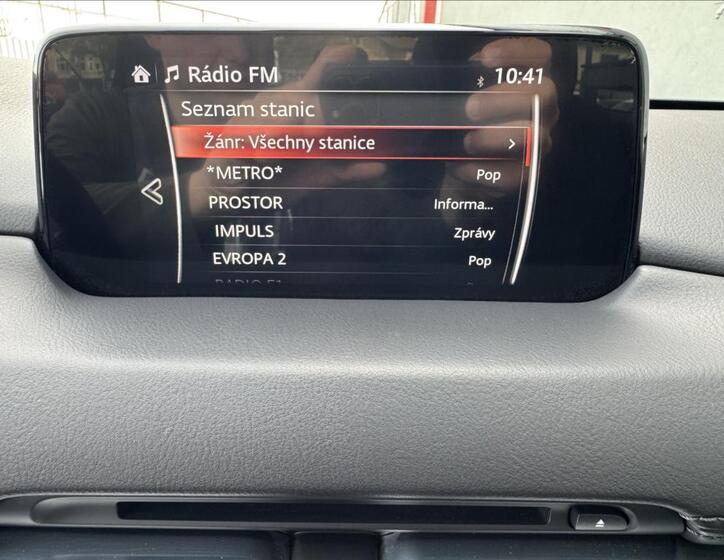 Rádio FM 10:41
Seznam stanic
Žánr: Všechny stanice >
*METRO* Pop
PROSTOR Informa...
IMPULS Zprávy
EVROPA 2 Pop